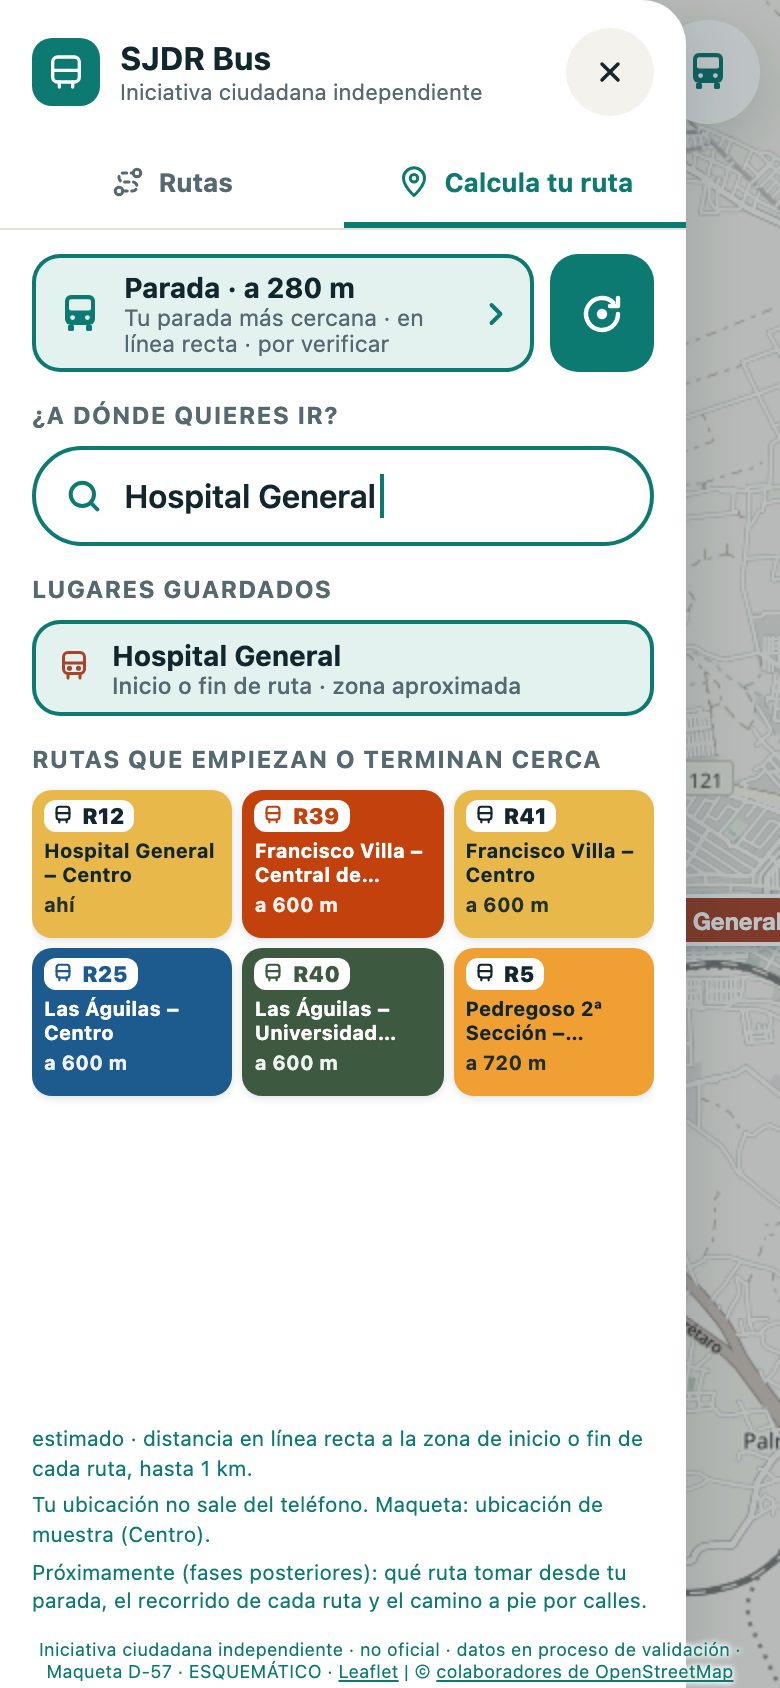 SJDR Bus
Iniciativa ciudadana independiente
Rutas
Calcula tu ruta
Parada · a 280 m
Tu parada más cercana · en
línea recta · por verificar
¿A DÓNDE QUIERES IR?
Hospital General
LUGARES GUARDADOS
Hospital General
Inicio o fin de ruta · zona aproximada
RUTAS QUE EMPIEZAN O TERMINAN CERCA
R12
Hospital General
– Centro
ahí
R39
Francisco Villa –
Central de...
a 600 m
R41
Francisco Villa –
Centro
a 600 m
R25
Las Águilas –
Centro
a 600 m
R40
Las Águilas –
Universidad...
a 600 m
R5
Pedregoso 2ª
Sección –...
a 720 m
121
General
rétaro
Paln
estimado · distancia en línea recta a la zona de inicio o fin de
cada ruta, hasta 1 km.
Tu ubicación no sale del teléfono. Maqueta: ubicación de
muestra (Centro).
Próximamente (fases posteriores): qué ruta tomar desde tu
parada, el recorrido de cada ruta y el camino a pie por calles.
Iniciativa ciudadana independiente · no oficial · datos en proceso de validación ·
Maqueta D-57 · ESQUEMÁTICO · Leaflet | © colaboradores de OpenStreetMap